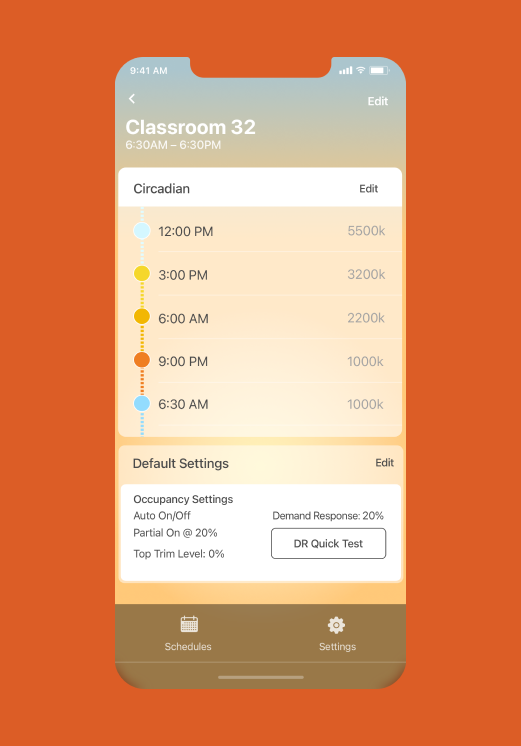 9:41 AM
Edit
Classroom 32
6:30AM – 6:30PM
Circadian Edit
12:00 PM 5500k
3:00 PM 3200k
6:00 AM 2200k
9:00 PM 1000k
6:30 AM 1000k
Default Settings Edit
Occupancy Settings
Auto On/Off Demand Response: 20%
Partial On @ 20%
DR Quick Test
Top Trim Level: 0%
Schedules Settings